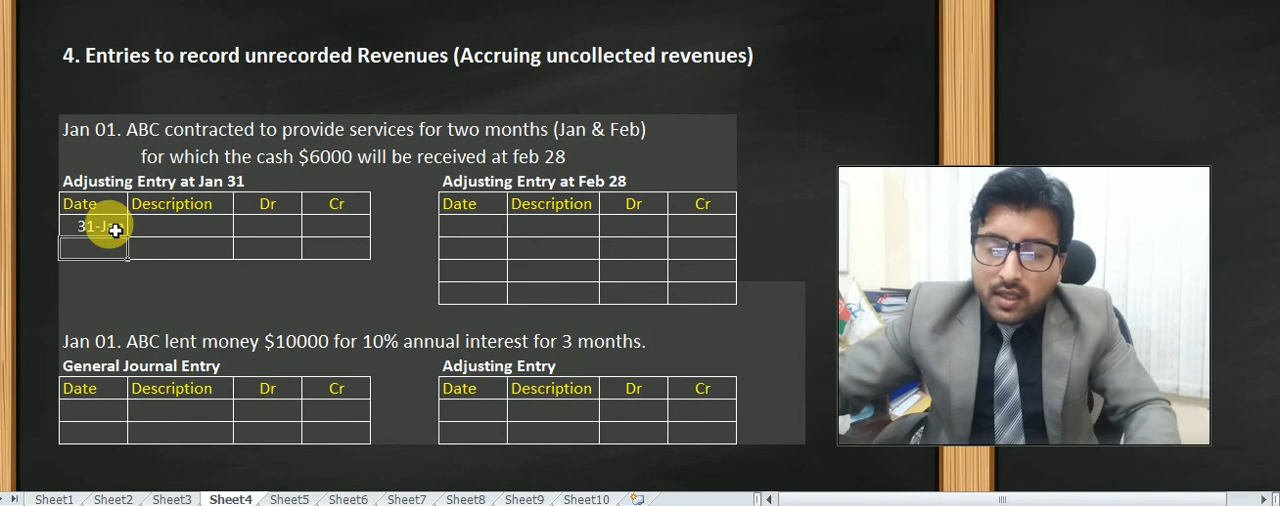 4. Entries to record unrecorded Revenues (Accruing uncollected revenues)
Jan 01. ABC contracted to provide services for two months (Jan & Feb)
for which the cash $6000 will be received at feb 28
Adjusting Entry at Jan 31
Date Description Dr Cr
31-Jan
Adjusting Entry at Feb 28
Date Description Dr Cr
Jan 01. ABC lent money $10000 for 10% annual interest for 3 months.
General Journal Entry
Date Description Dr Cr
Adjusting Entry
Date Description Dr Cr
Sheet1 Sheet2 Sheet3 Sheet4 Sheet5 Sheet6 Sheet7 Sheet8 Sheet9 Sheet10